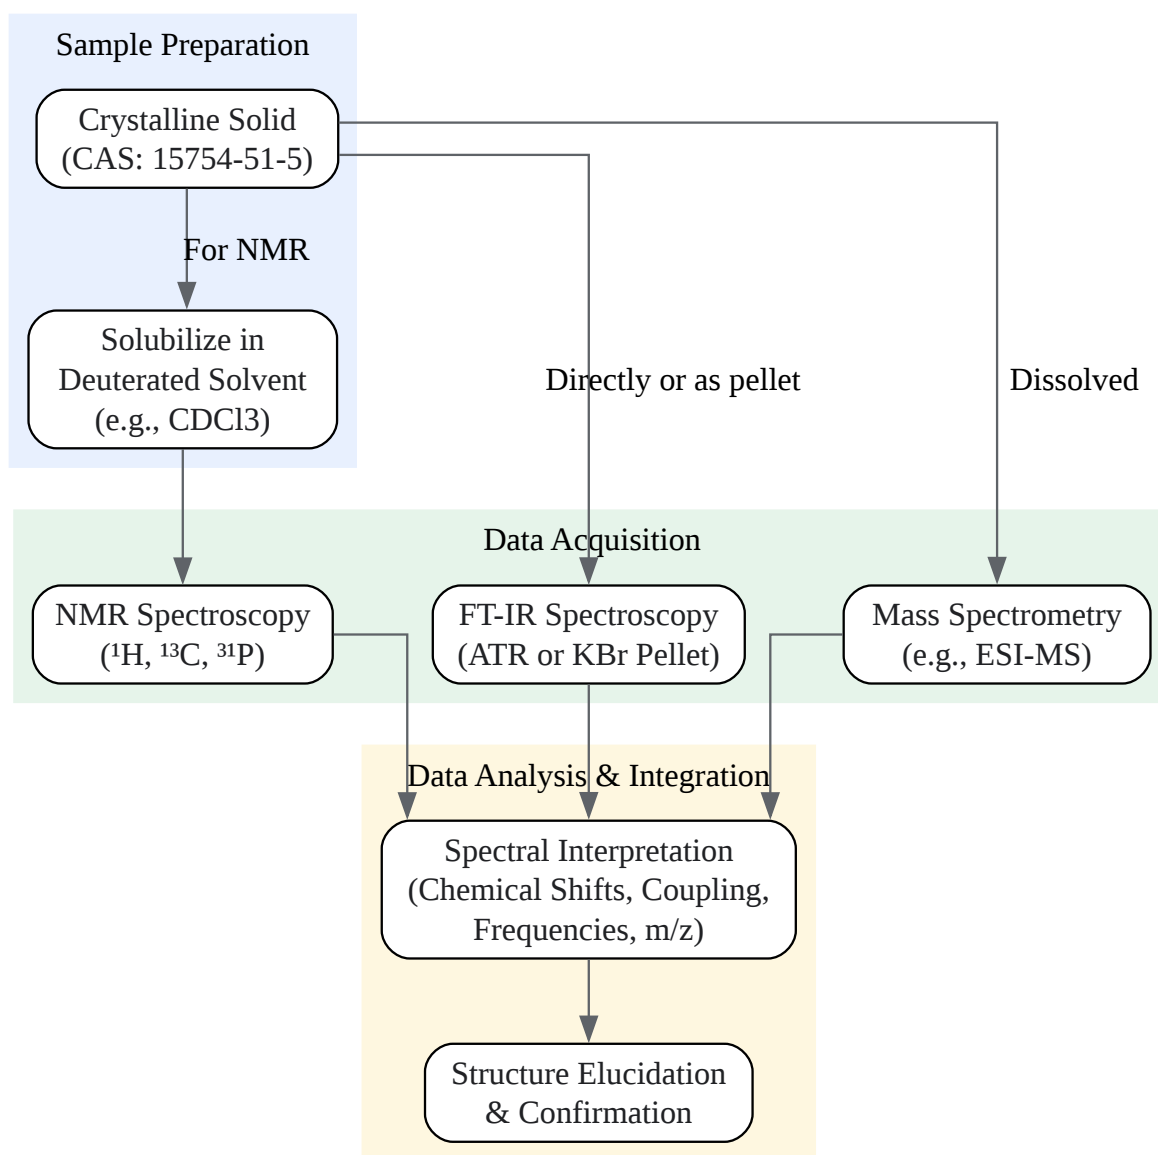 Sample Preparation
Crystalline Solid
(CAS: 15754-51-5)
For NMR
Solubilize in
Deuterated Solvent
(e.g., CDCl3)
Directly or as pellet
Dissolved
Data Acquisition
NMR Spectroscopy
(¹H, ¹³C, ³¹P)
FT-IR Spectroscopy
(ATR or KBr Pellet)
Mass Spectrometry
(e.g., ESI-MS)
Data Analysis & Integration
Spectral Interpretation
(Chemical Shifts, Coupling,
Frequencies, m/z)
Structure Elucidation
& Confirmation